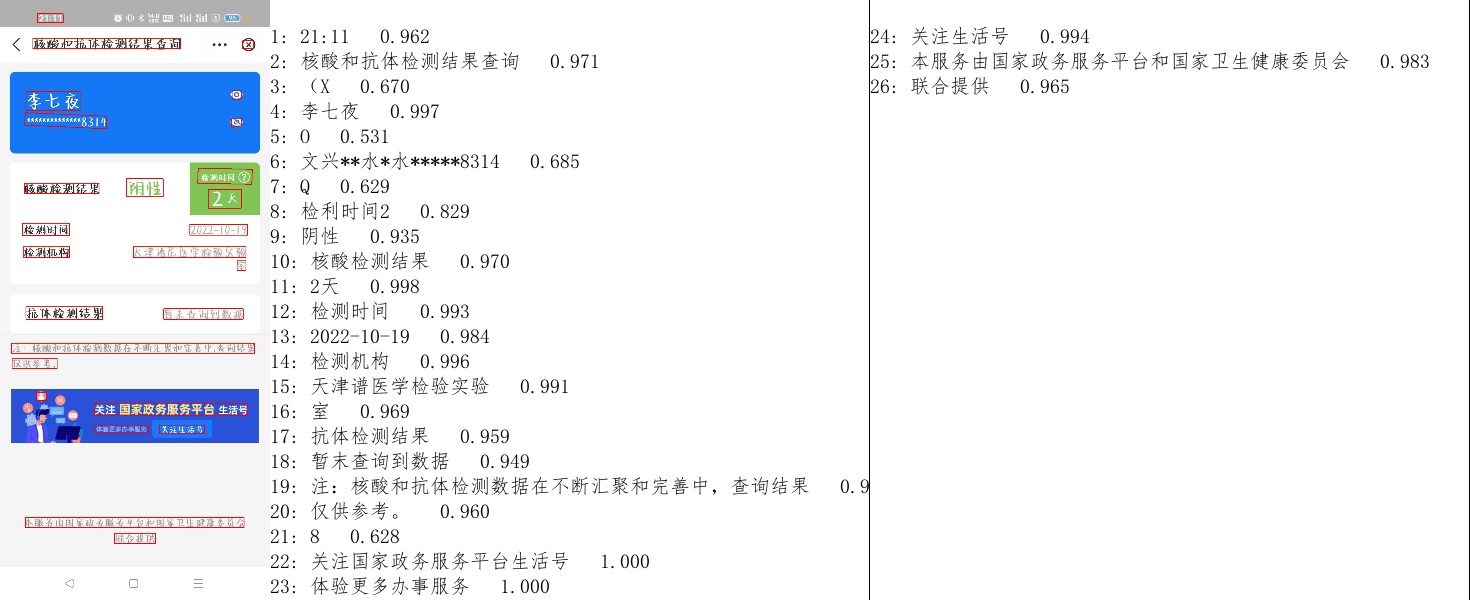 21:11
核酸和抗体检测结果查询
李七夜
**************8314
核酸检测结果
阴性
检测时间
2天
检测时间
2022-10-19
检测机构
天津谱尼医学检验实验
室
抗体检测结果
暂未查询到数据
注：核酸和抗体检测数据在不断汇聚和完善中,查询结果
仅供参考。
关注 国家政务服务平台 生活号
体验更多办事服务
关注生活号
本服务由国家政务服务平台和国家卫生健康委员会
联合提供
1: 21:11 0.962
2: 核酸和抗体检测结果查询 0.971
3: （X 0.670
4: 李七夜 0.997
5: O 0.531
6: 文兴**水*水*****8314 0.685
7: Q 0.629
8: 检利时间2 0.829
9: 阴性 0.935
10: 核酸检测结果 0.970
11: 2天 0.998
12: 检测时间 0.993
13: 2022-10-19 0.984
14: 检测机构 0.996
15: 天津谱医学检验实验 0.991
16: 室 0.969
17: 抗体检测结果 0.959
18: 暂末查询到数据 0.949
19: 注: 核酸和抗体检测数据在不断汇聚和完善中，查询结果 0.9
20: 仅供参考。 0.960
21: 8 0.628
22: 关注国家政务服务平台生活号 1.000
23: 体验更多办事服务 1.000
24: 关注生活号 0.994
25: 本服务由国家政务服务平台和国家卫生健康委员会 0.983
26: 联合提供 0.965